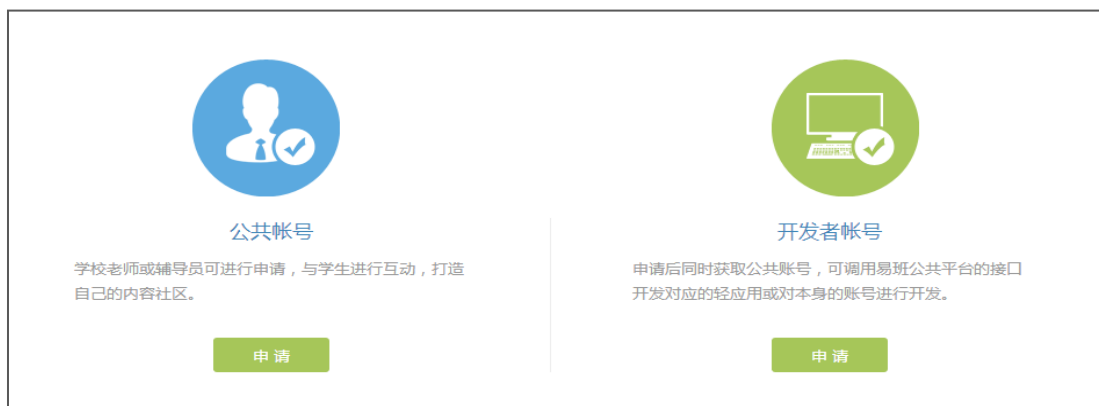 公共帐号
学校老师或辅导员可进行申请，与学生进行互动，打造
自己的内容社区。
申 请
开发者帐号
申请后同时获取公共账号，可调用易班公共平台的接口
开发对应的轻应用或对本身的账号进行开发。
申 请